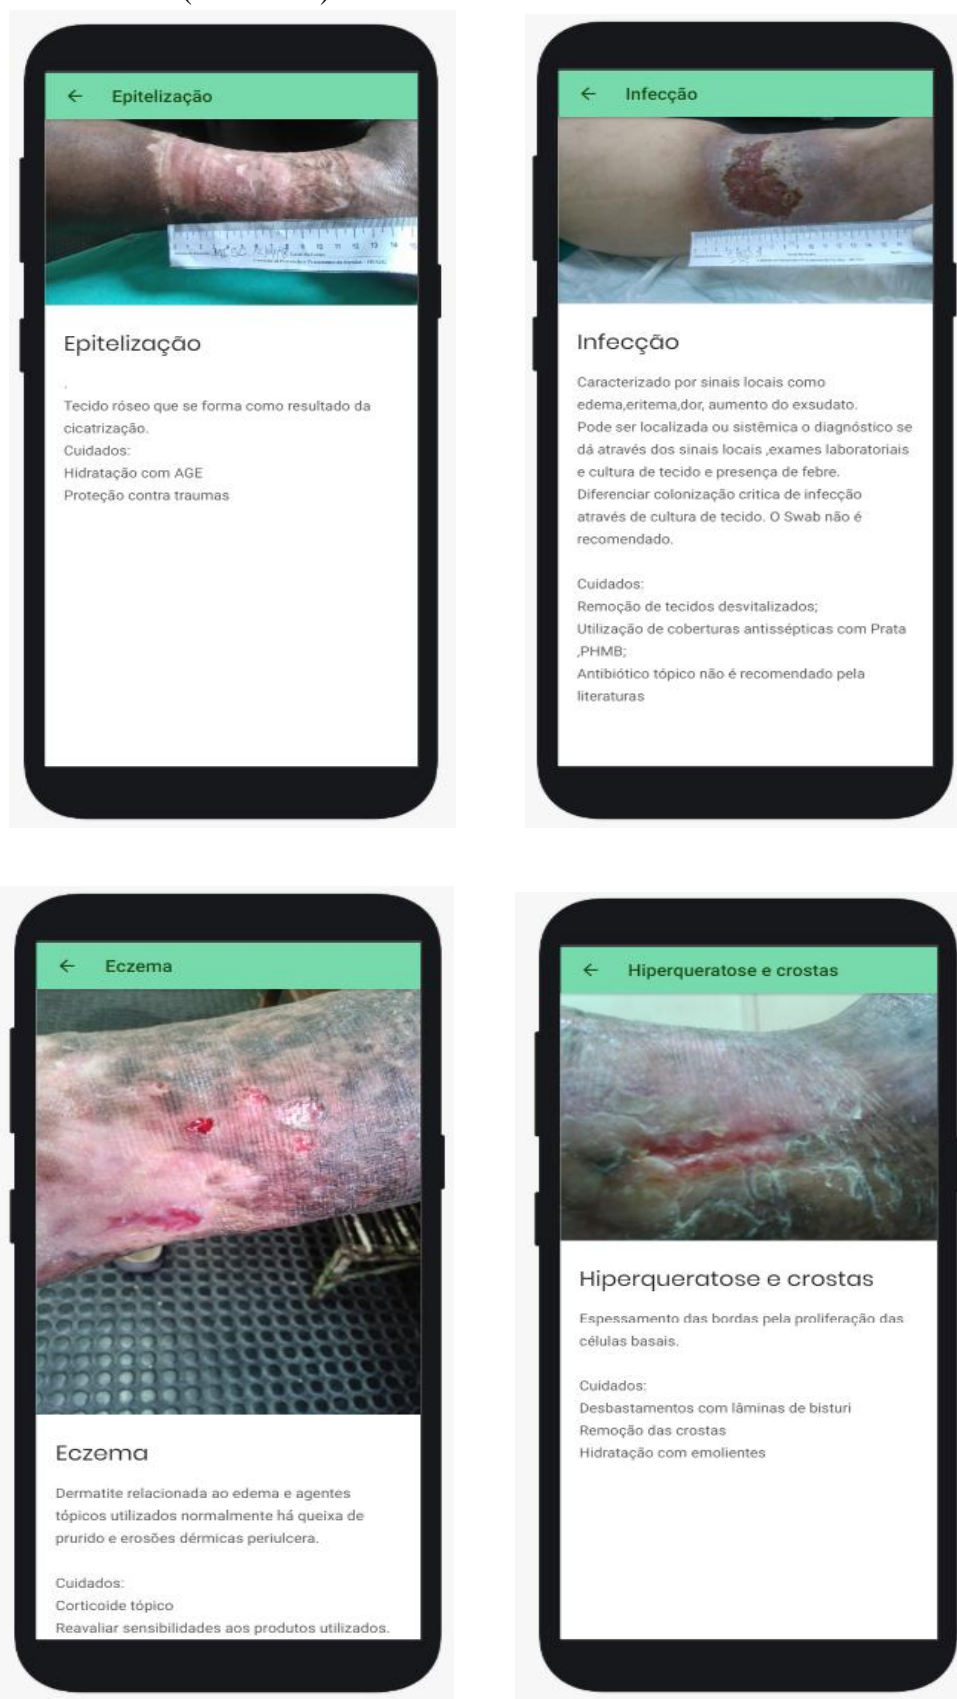 Epitelização
Epitelização
.
Tecido róseo que se forma como resultado da
cicatrização.
Cuidados:
Hidratação com AGE
Proteção contra traumas
Infecção
Infecção
Caracterizado por sinais locais como
edema,eritema,dor, aumento do exsudato.
Pode ser localizada ou sistêmica o diagnóstico se
dá através dos sinais locais ,exames laboratoriais
e cultura de tecido e presença de febre.
Diferenciar colonização critica de infecção
através de cultura de tecido. O Swab não é
recomendado.
Cuidados:
Remoção de tecidos desvitalizados;
Utilização de coberturas antissépticas com Prata
,PHMB;
Antibiótico tópico não é recomendado pela
literaturas
Eczema
Eczema
Dermatite relacionada ao edema e agentes
tópicos utilizados normalmente há queixa de
prurido e erosões dérmicas periulcera.
Cuidados:
Corticoide tópico
Reavaliar sensibilidades aos produtos utilizados.
Hiperqueratose e crostas
Hiperqueratose e crostas
Espessamento das bordas pela proliferação das
células basais.
Cuidados:
Desbastamentos com lâminas de bisturi
Remoção das crostas
Hidratação com emolientes